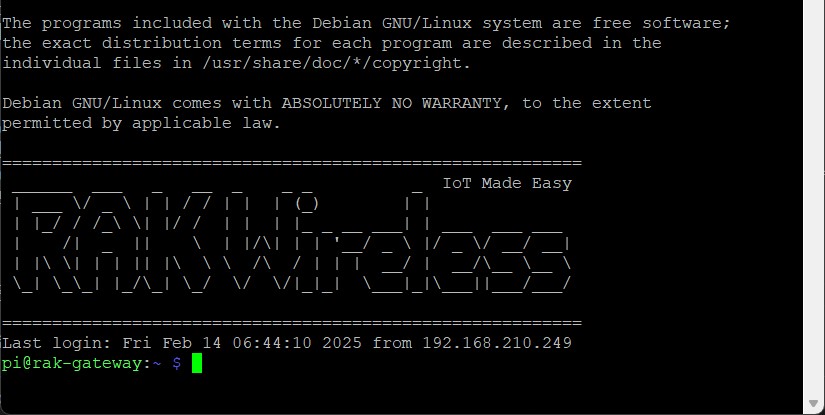 The programs included with the Debian GNU/Linux system are free software;
the exact distribution terms for each program are described in the
individual files in /usr/share/doc/*/copyright.
Debian GNU/Linux comes with ABSOLUTELY NO WARRANTY, to the extent
permitted by applicable law.
IoT Made Easy
RAKWireless
Last login: Fri Feb 14 06:44:10 2025 from 192.168.210.249
pi@rak-gateway:~ $